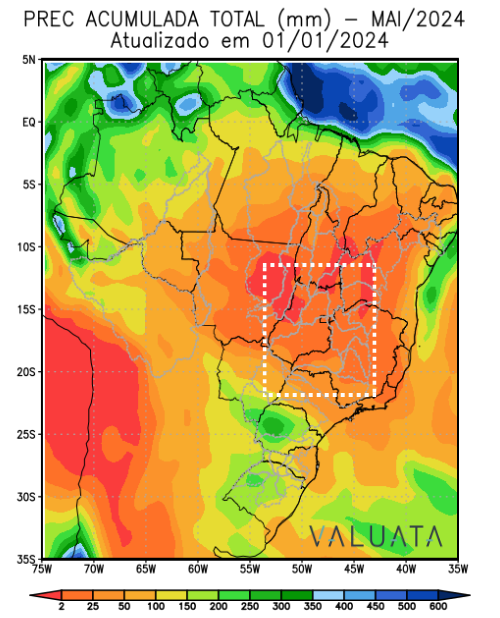 PREC ACUMULADA TOTAL (mm) – MAI/2024
Atualizado em 01/01/2024
5N
EQ
5S
10S
15S
20S
25S
30S
35S
VALUATA
75W 70W 65W 60W 55W 50W 45W 40W 35W
2 25 50 100 150 200 250 300 350 400 450 500 600